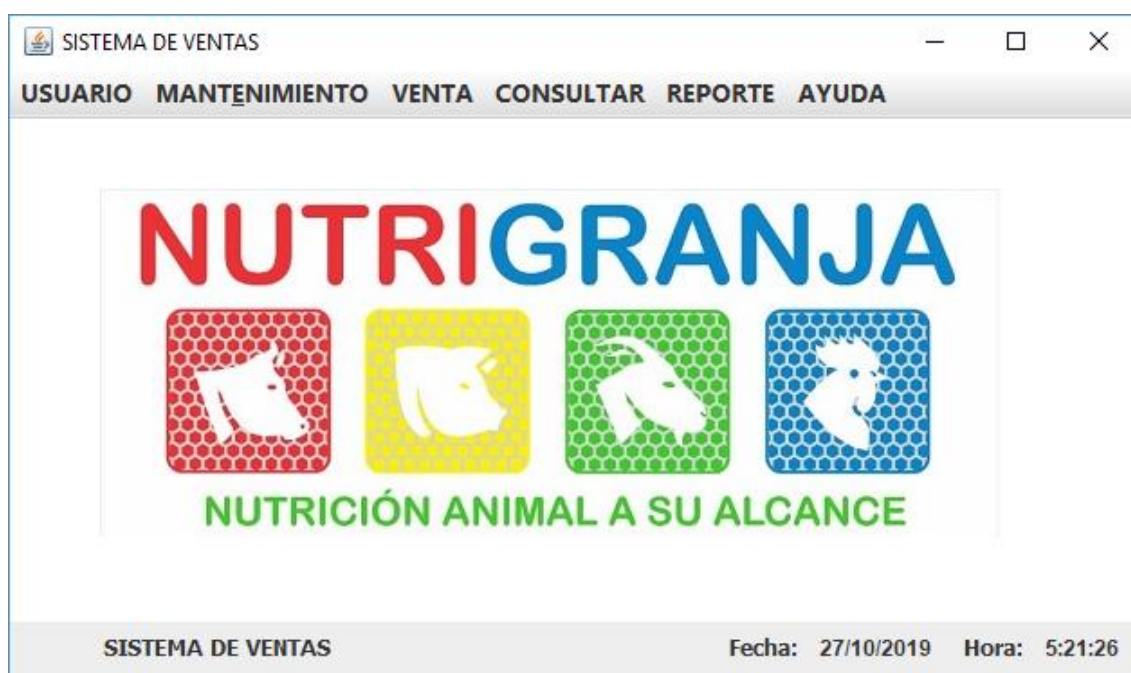 SISTEMA DE VENTAS
USUARIO MANTENIMIENTO VENTA CONSULTAR REPORTE AYUDA
NUTRIGRANJA
NUTRICIÓN ANIMAL A SU ALCANCE
SISTEMA DE VENTAS Fecha: 27/10/2019 Hora: 5:21:26